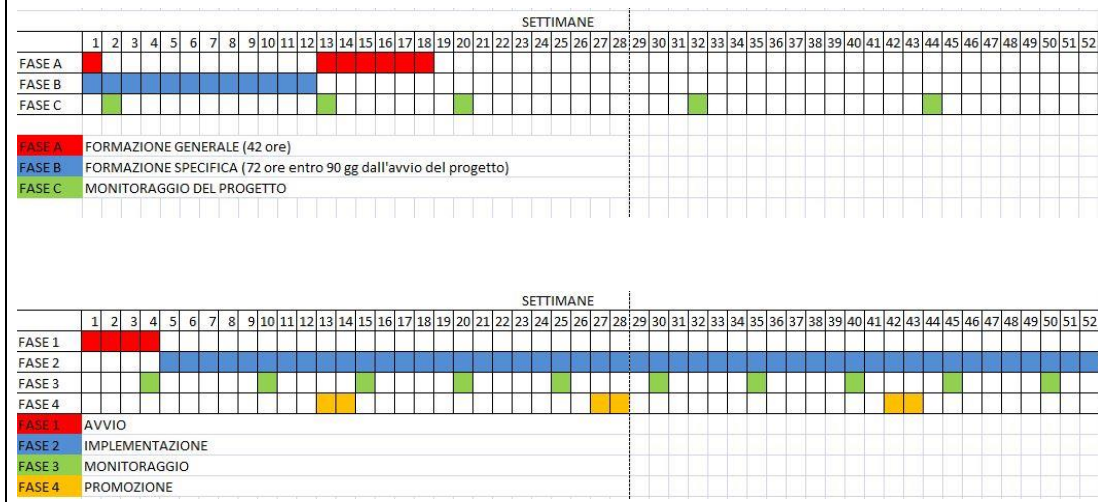 SETTIMANE
1 2 3 4 5 6 7 8 9 10 11 12 13 14 15 16 17 18 19 20 21 22 23 24 25 26 27 28 29 30 31 32 33 34 35 36 37 38 39 40 41 42 43 44 45 46 47 48 49 50 51 52
FASE A
FASE B
FASE C
FASE A FORMAZIONE GENERALE (42 ore)
FASE B FORMAZIONE SPECIFICA (72 ore entro 90 gg dall'avvio del progetto)
FASE C MONITORAGGIO DEL PROGETTO
SETTIMANE
1 2 3 4 5 6 7 8 9 10 11 12 13 14 15 16 17 18 19 20 21 22 23 24 25 26 27 28 29 30 31 32 33 34 35 36 37 38 39 40 41 42 43 44 45 46 47 48 49 50 51 52
FASE 1
FASE 2
FASE 3
FASE 4
FASE 1 AVVIO
FASE 2 IMPLEMENTAZIONE
FASE 3 MONITORAGGIO
FASE 4 PROMOZIONE